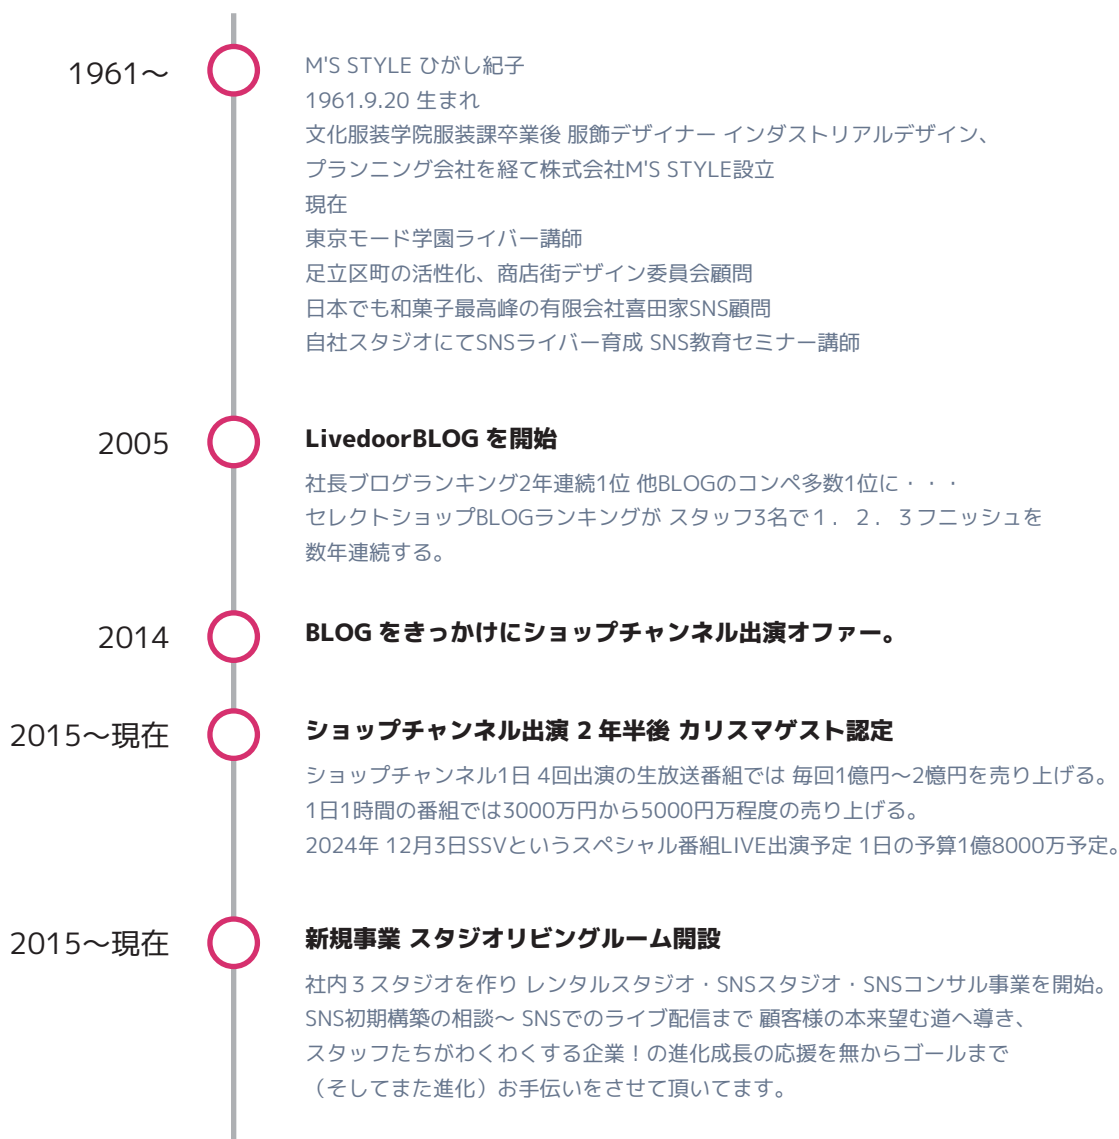 1961～
M'S STYLE ひがし紀子
1961.9.20 生まれ
文化服装学院服装課卒業後 服飾デザイナー インダストリアルデザイン、
プランニング会社を経て株式会社M'S STYLE設立
現在
東京モード学園ライバー講師
足立区町の活性化、商店街デザイン委員会顧問
日本でも和菓子最高峰の有限会社喜田家SNS顧問
自社スタジオにてSNSライバー育成 SNS教育セミナー講師
2005
LivedoorBLOG を開始
社長ブログランキング2年連続1位 他BLOGのコンペ多数1位に・・・
セレクトショップBLOGランキングが スタッフ3名で１．２．３フニッシュを
数年連続する。
2014
BLOG をきっかけにショップチャンネル出演オファー。
2015～現在
ショップチャンネル出演 2 年半後 カリスマゲスト認定
ショップチャンネル1日 4回出演の生放送番組では 毎回1億円～2憶円を売り上げる。
1日1時間の番組では3000万円から5000円万程度の売り上げる。
2024年 12月3日SSVというスペシャル番組LIVE出演予定 1日の予算1億8000万予定。
2015～現在
新規事業 スタジオリビングルーム開設
社内３スタジオを作り レンタルスタジオ・SNSスタジオ・SNSコンサル事業を開始。
SNS初期構築の相談～ SNSでのライブ配信まで 顧客様の本来望む道へ導き、
スタッフたちがわくわくする企業！の進化成長の応援を無からゴールまで
（そしてまた進化）お手伝いをさせて頂いてます。